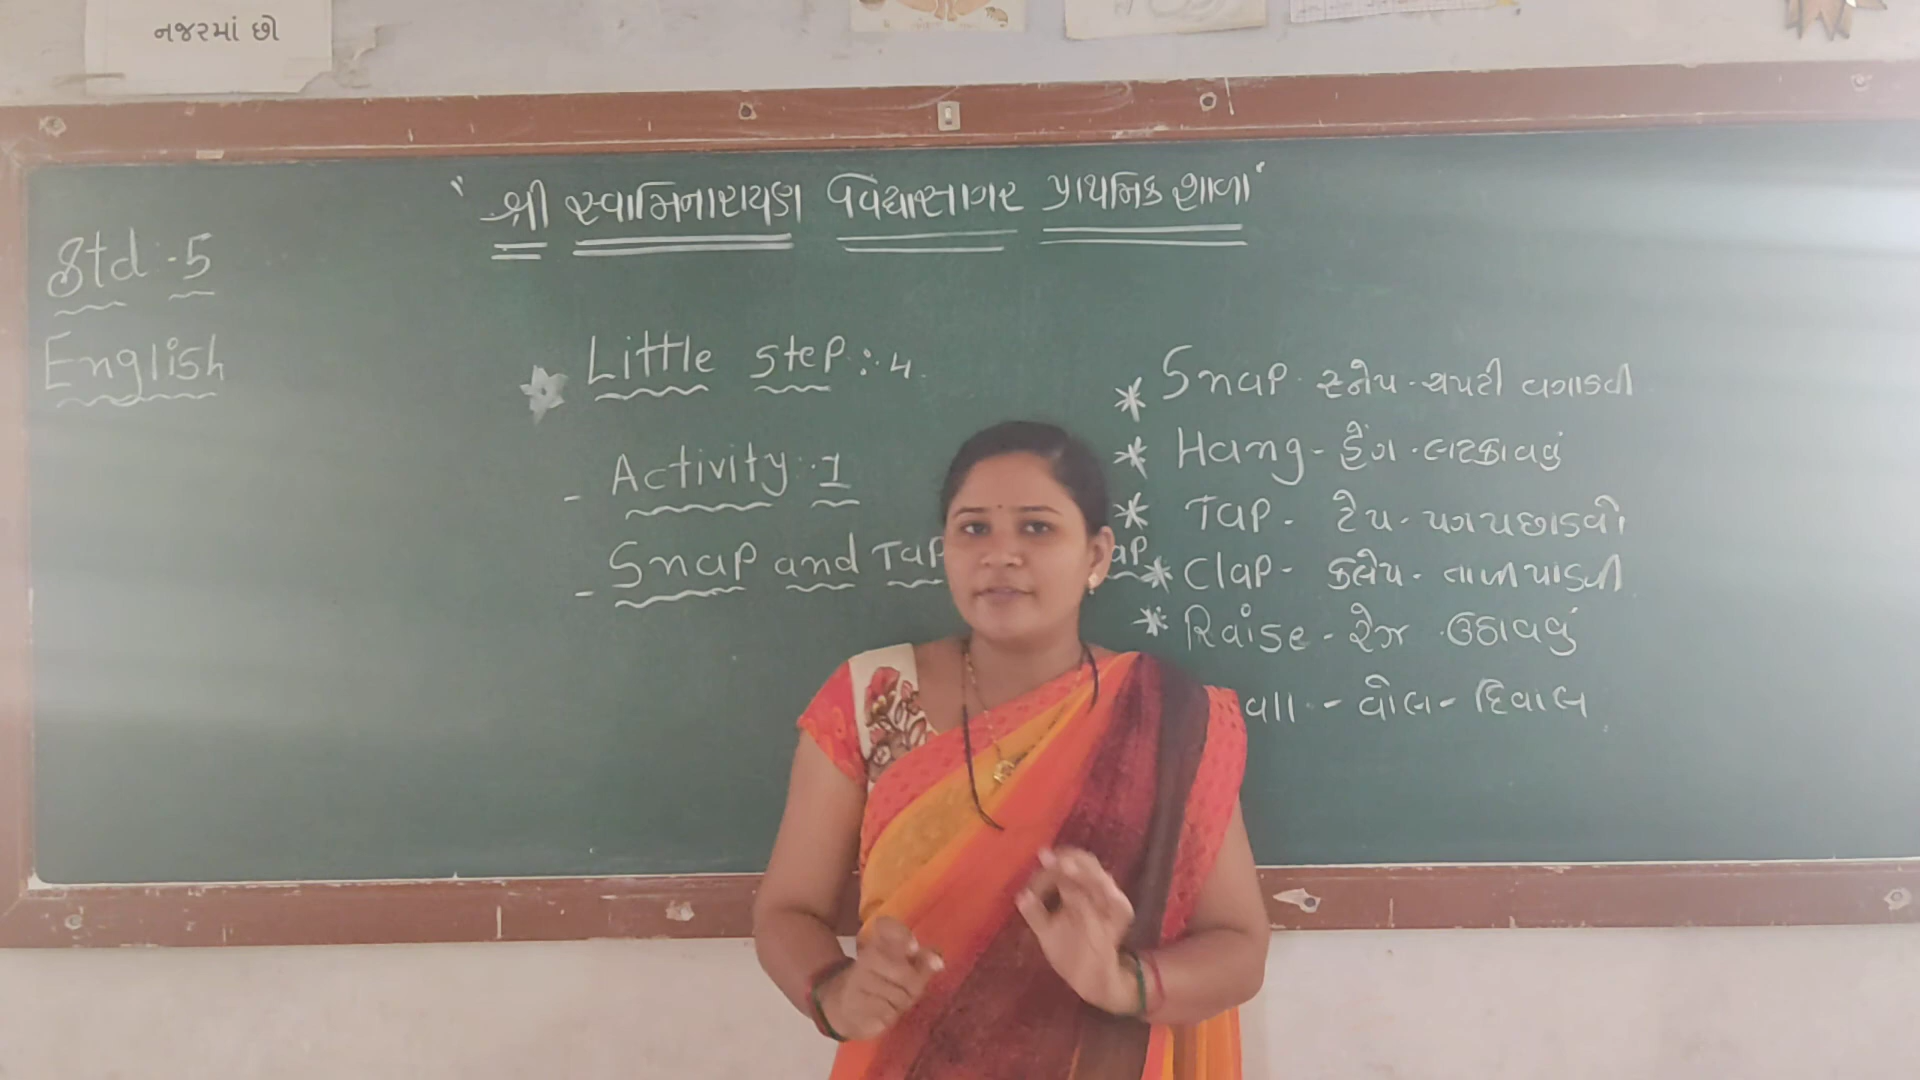 નજરમાં છો
"શ્રી સ્વામિનારાયણ વિદ્યાસાગર પ્રાથમિક શાળા"
Std :- 5
English
Little step :- 4
Activity :- 1
- Snap and Tap
Snap - સ્નેપ - ચપટી વગાડવી
Hang - હેંગ - લટકાવવું
Tap - ટેપ - પગ પછાડવો
Clap - ક્લેપ - તાળી પાડવી
Raise - રેઝ - ઉઠાવવું
વોલ - દિવાલ